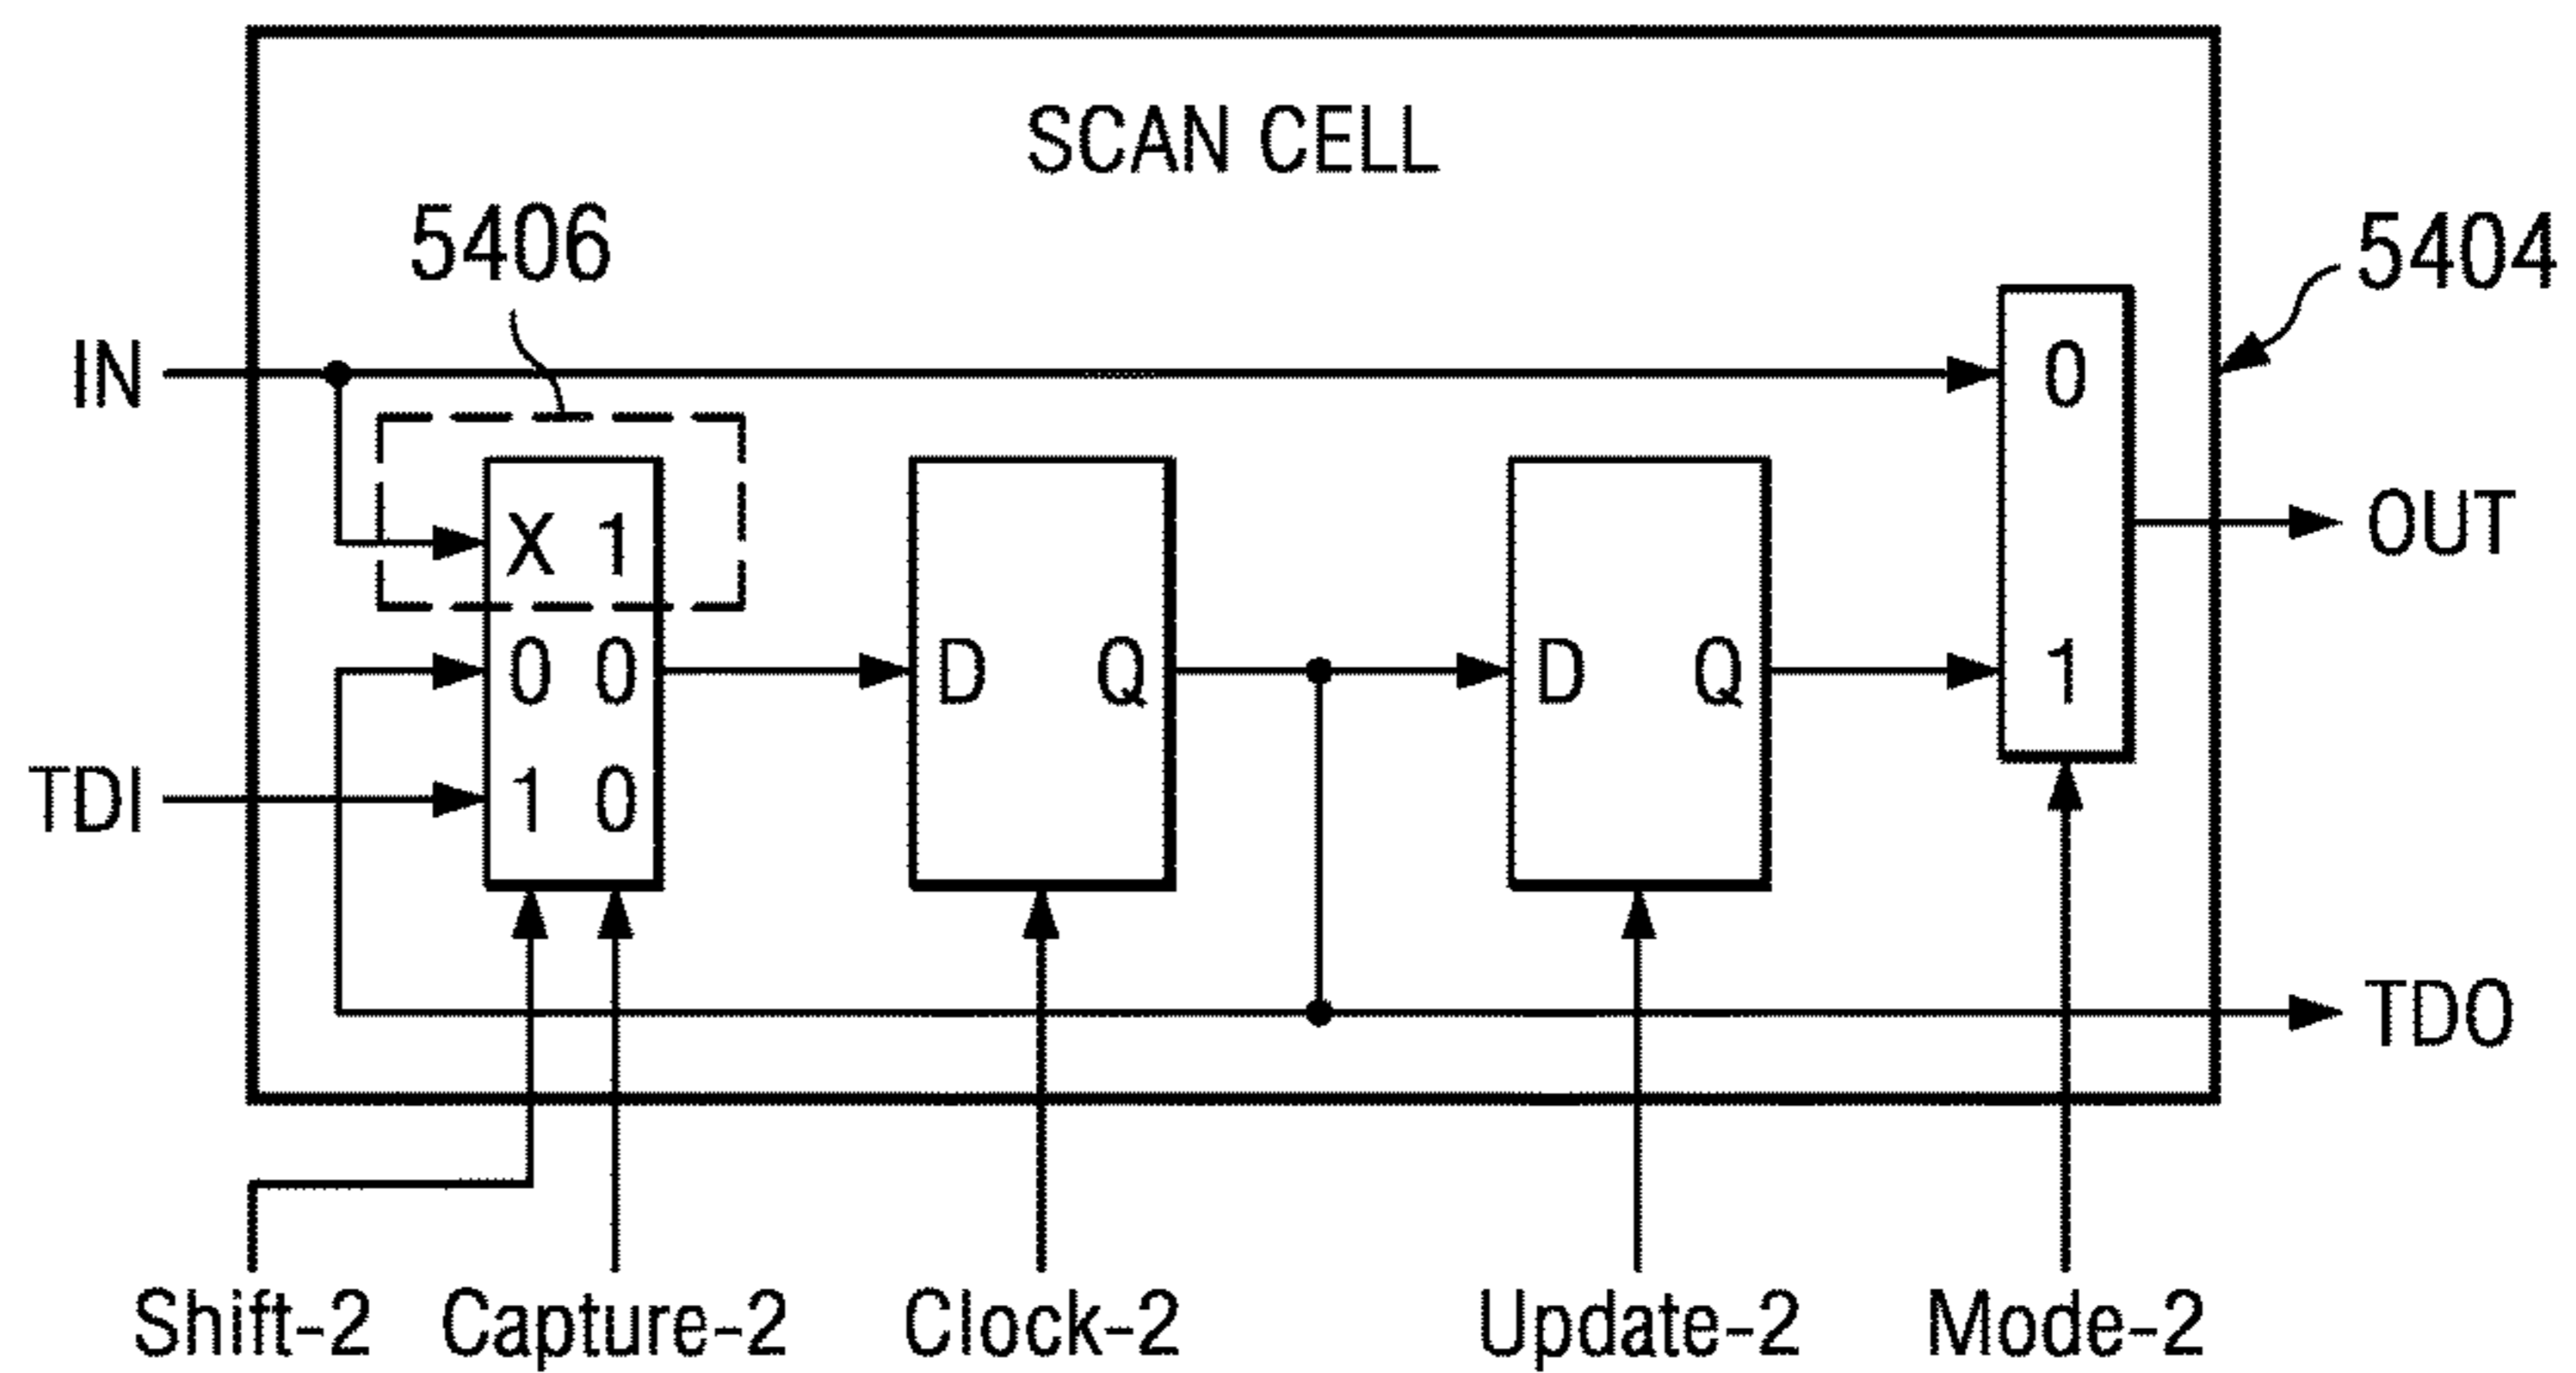 SCAN CELL
5406
5404
IN
0
X 1
OUT
0 0
D Q
D Q
1
TDI
1 0
TDO
Shift-2 Capture-2 Clock-2 Update-2 Mode-2